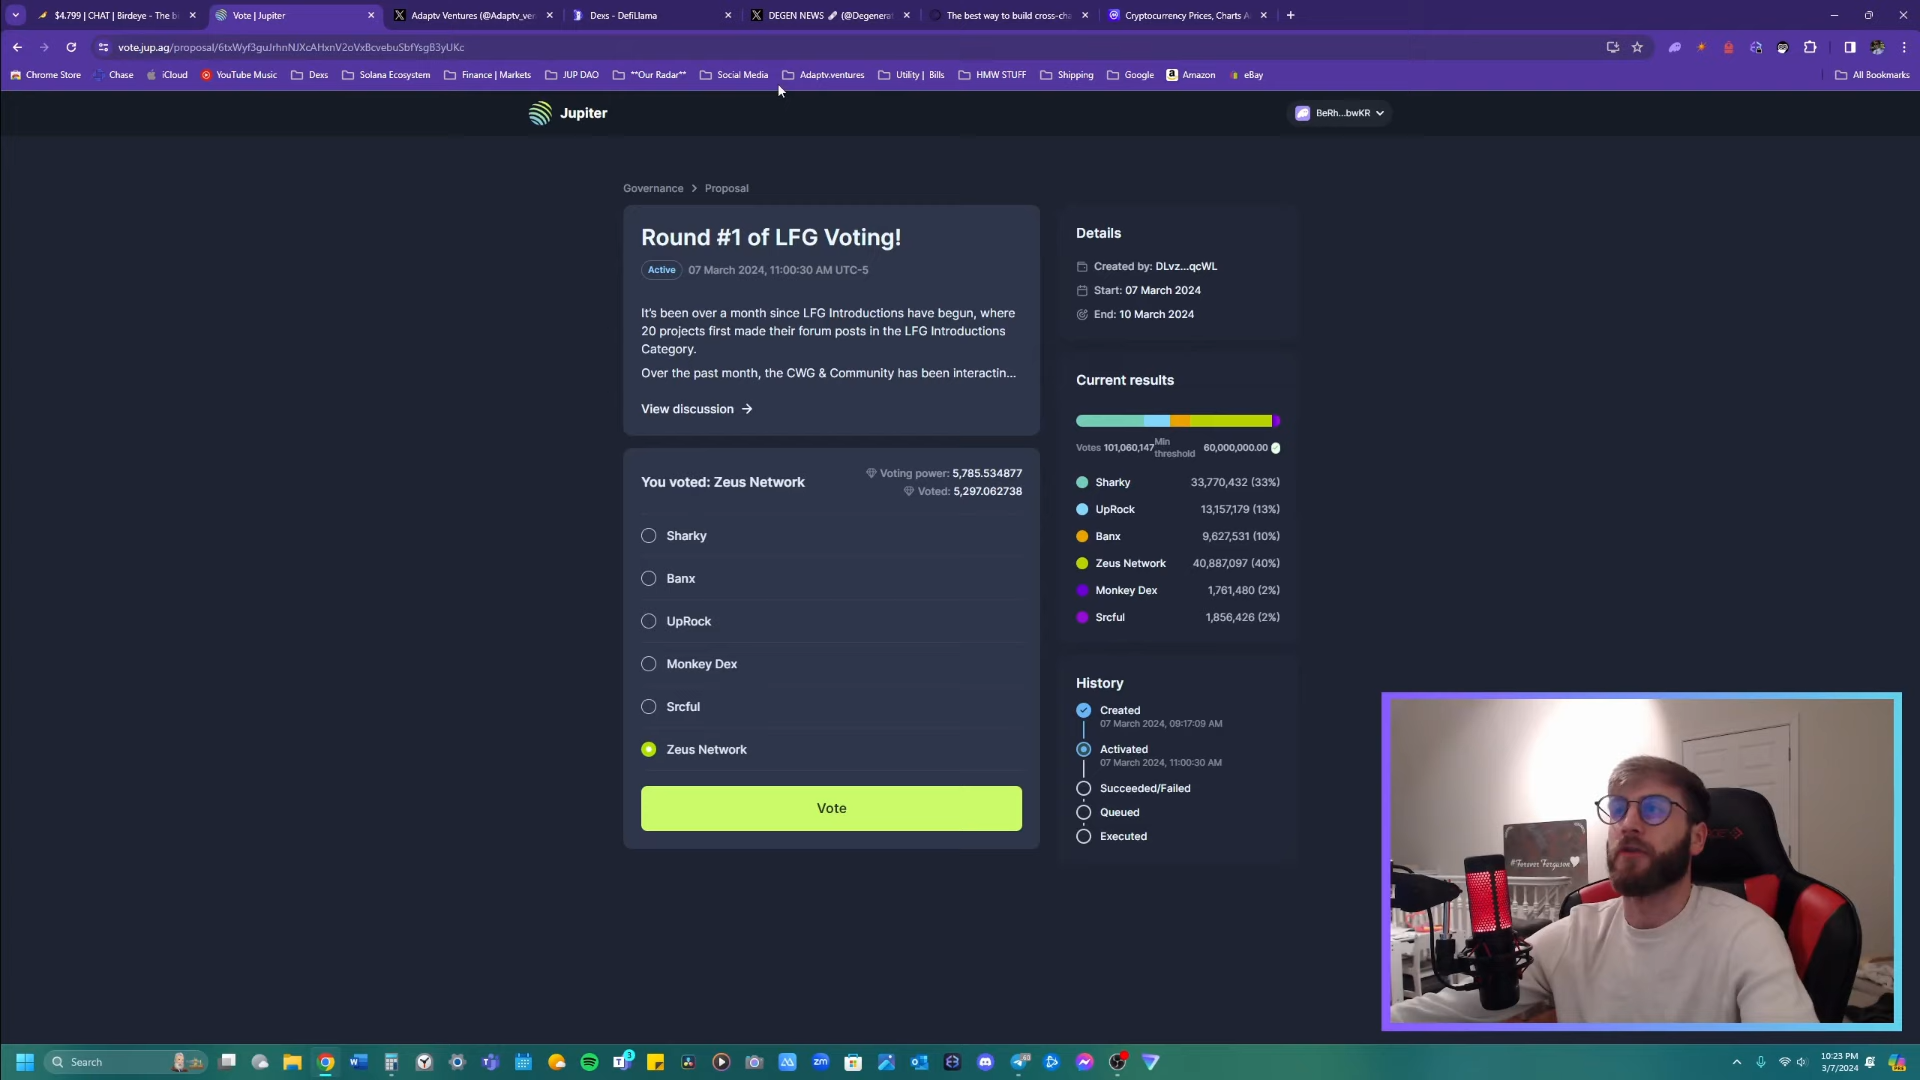 $4.799 | CHAT | Birdeye - The b
Vote | Jupiter
Adaptv Ventures (@Adaptv_ven
Dexs - DefiLlama
DEGEN NEWS 🗞️ (@Degenerat
The best way to build cross-cha
Cryptocurrency Prices, Charts A
vote.jup.ag/proposal/6txWyf3guJrhnNJXcAHxnV2oVxBcvebuSbfYsgB3yUKc
Chrome Store
Chase
iCloud
YouTube Music
Dexs
Solana Ecosystem
Finance | Markets
JUP DAO
**Our Radar**
Social Media
Adaptv.ventures
Utility | Bills
HMW STUFF
Shipping
Google
Amazon
eBay
All Bookmarks
Jupiter
BeRh...bwKR
Governance > Proposal
Round #1 of LFG Voting!
Active 07 March 2024, 11:00:30 AM UTC-5
It's been over a month since LFG Introductions have begun, where
20 projects first made their forum posts in the LFG Introductions
Category.
Over the past month, the CWG & Community has been interactin...
View discussion →
You voted: Zeus Network
Voting power: 5,785.534877
Voted: 5,297.062738
Sharky
Banx
UpRock
Monkey Dex
Srcful
Zeus Network
Vote
Details
Created by: DLvz...qcWL
Start: 07 March 2024
End: 10 March 2024
Current results
Votes 101,060,147 Min threshold 60,000,000.00
Sharky 33,770,432 (33%)
UpRock 13,157,179 (13%)
Banx 9,627,531 (10%)
Zeus Network 40,887,097 (40%)
Monkey Dex 1,761,480 (2%)
Srcful 1,856,426 (2%)
History
Created
07 March 2024, 09:17:09 AM
Activated
07 March 2024, 11:00:30 AM
Succeeded/Failed
Queued
Executed
#ForeverFerguson
Search
10:23 PM
3/7/2024